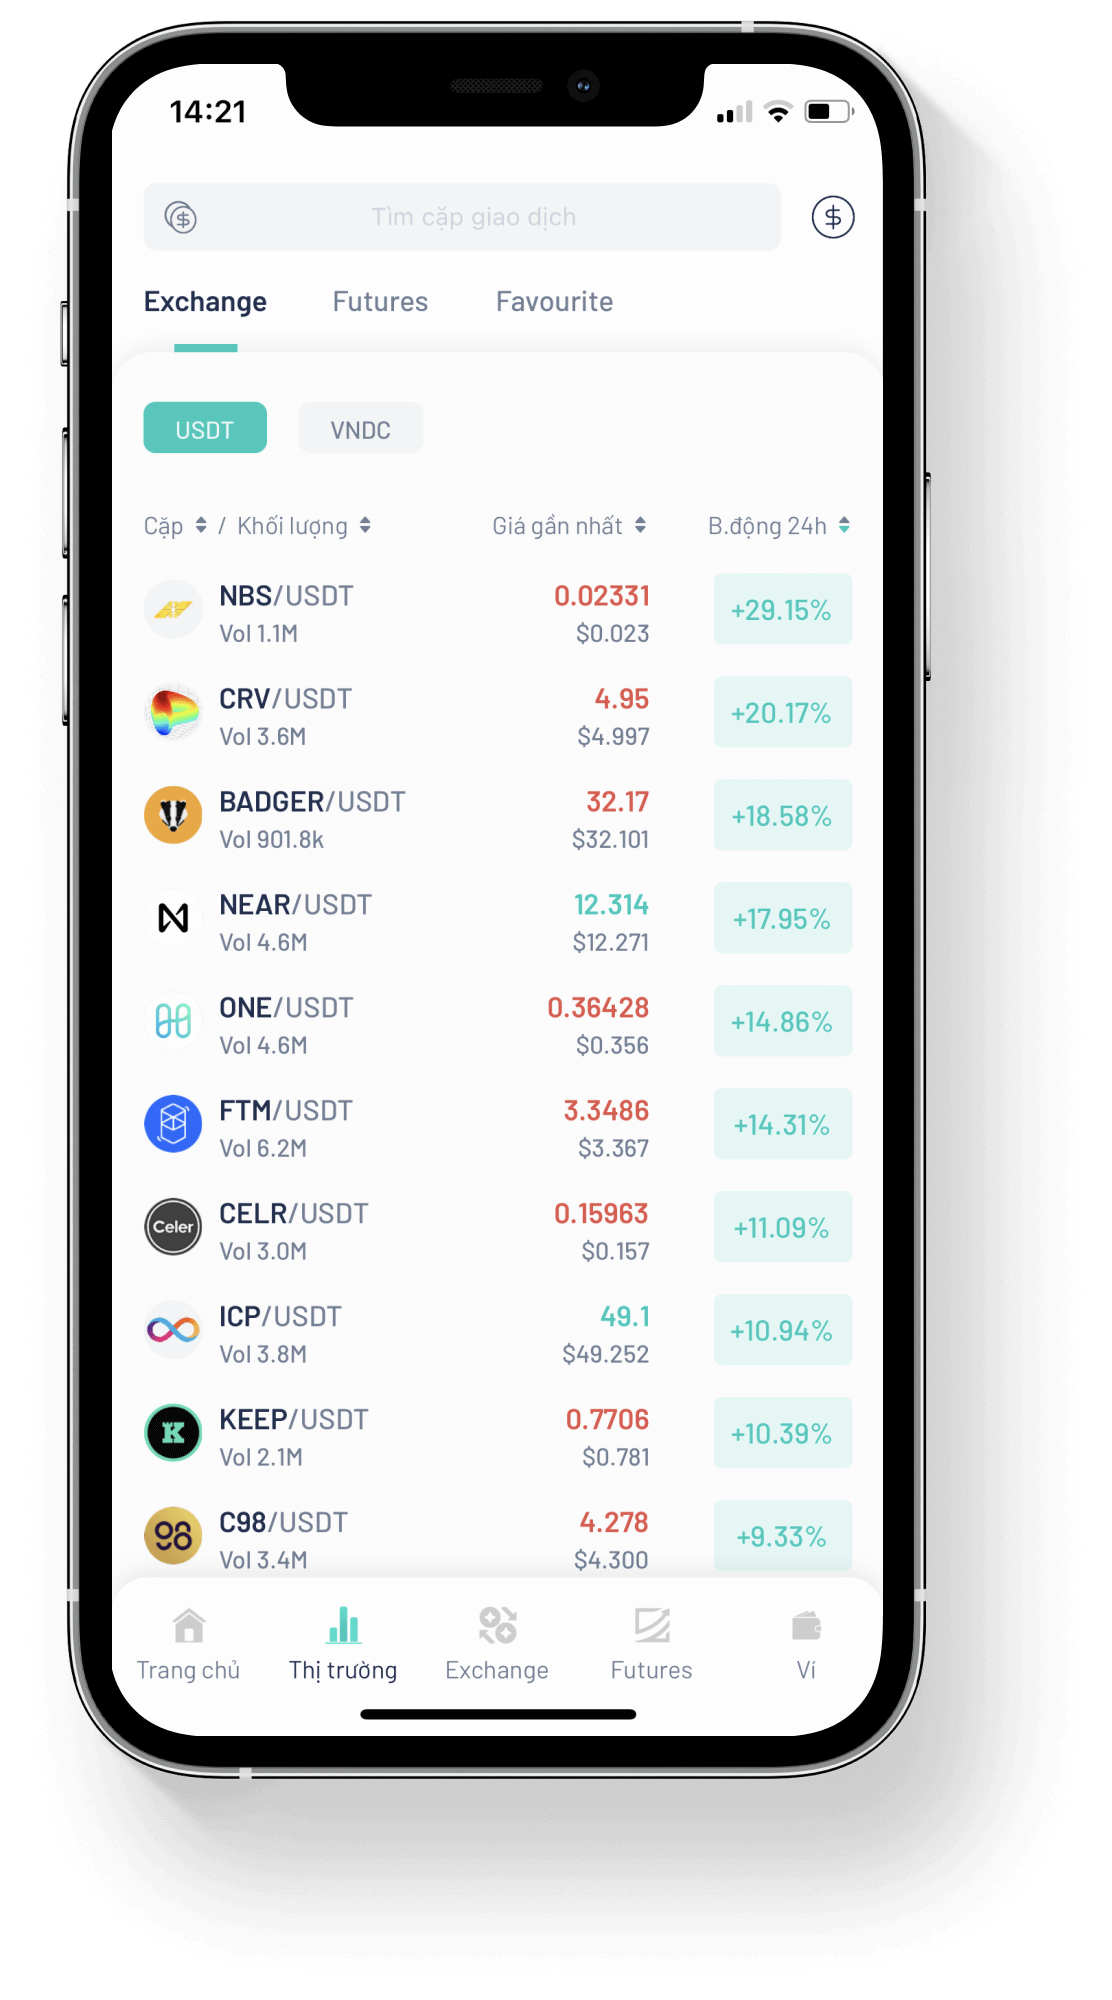 14:21
Tìm cặp giao dịch
Exchange Futures Favourite
USDT VNDC
Cặp / Khối lượng Giá gần nhất B.động 24h
NBS/USDT 0.02331 +29.15%
Vol 1.1M $0.023
CRV/USDT 4.95 +20.17%
Vol 3.6M $4.997
BADGER/USDT 32.17 +18.58%
Vol 901.8k $32.101
NEAR/USDT 12.314 +17.95%
Vol 4.6M $12.271
ONE/USDT 0.36428 +14.86%
Vol 4.6M $0.356
FTM/USDT 3.3486 +14.31%
Vol 6.2M $3.367
Celer CELR/USDT 0.15963 +11.09%
Vol 3.0M $0.157
ICP/USDT 49.1 +10.94%
Vol 3.8M $49.252
K KEEP/USDT 0.7706 +10.39%
Vol 2.1M $0.781
98 C98/USDT 4.278 +9.33%
Vol 3.4M $4.300
Trang chủ Thị trường Exchange Futures Ví